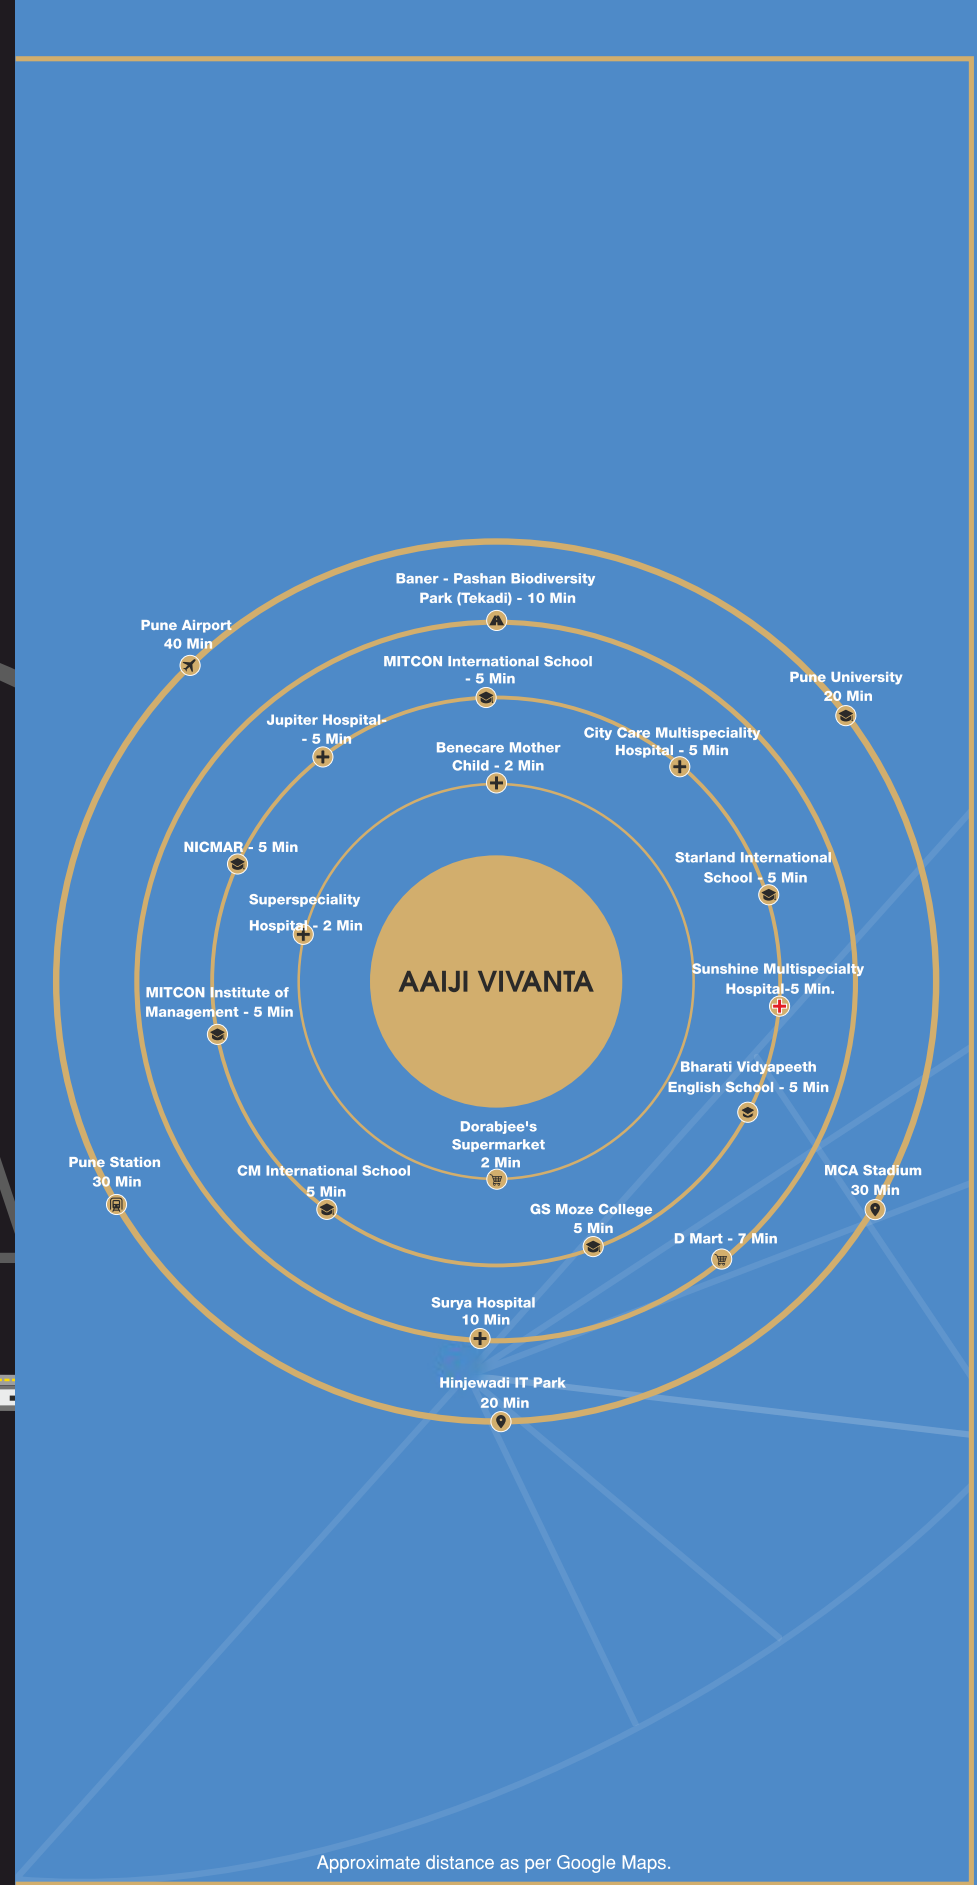 Baner - Pashan Biodiversity
Park (Tekadi) - 10 Min
Pune Airport
40 Min
MITCON International School
- 5 Min
Pune University
20 Min
Jupiter Hospital-
- 5 Min
City Care Multispeciality
Hospital - 5 Min
Benecare Mother
Child - 2 Min
NICMAR - 5 Min
Starland International
School - 5 Min
Superspeciality
Hospital - 2 Min
AAIJI VIVANTA
Sunshine Multispecialty
Hospital-5 Min.
MITCON Institute of
Management - 5 Min
Bharati Vidyapeeth
English School - 5 Min
Dorabjee's
Supermarket
2 Min
Pune Station
30 Min
CM International School
5 Min
MCA Stadium
30 Min
GS Moze College
5 Min
D Mart - 7 Min
Surya Hospital
10 Min
Hinjewadi IT Park
20 Min
Approximate distance as per Google Maps.